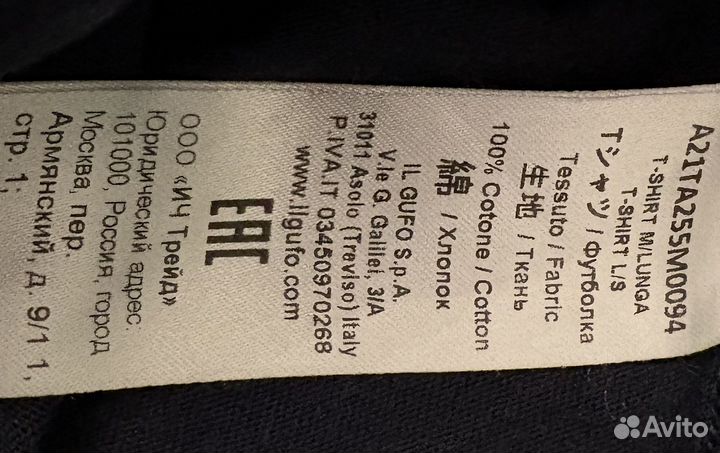 A21TA255M0094
T-SHIRT M/LUNGA
T-SHIRT L/S
Tシャツ / футболка
Tessuto / Fabric
生地 / Ткань
100% Cotone / Cotton
綿 / Хлопок
IL GUFO S.p.A.
V.le G. Galilei, 3/A
31011 Asolo (Treviso) Italy
P.IVA.IT 03450970268
www.ilgufo.com
EAC
ООО «ИЧ Трейд»
Юридический адрес:
101000, Россия, город
Москва, пер.
Армянский, д. 9/1 1,
стр. 1;
Avito